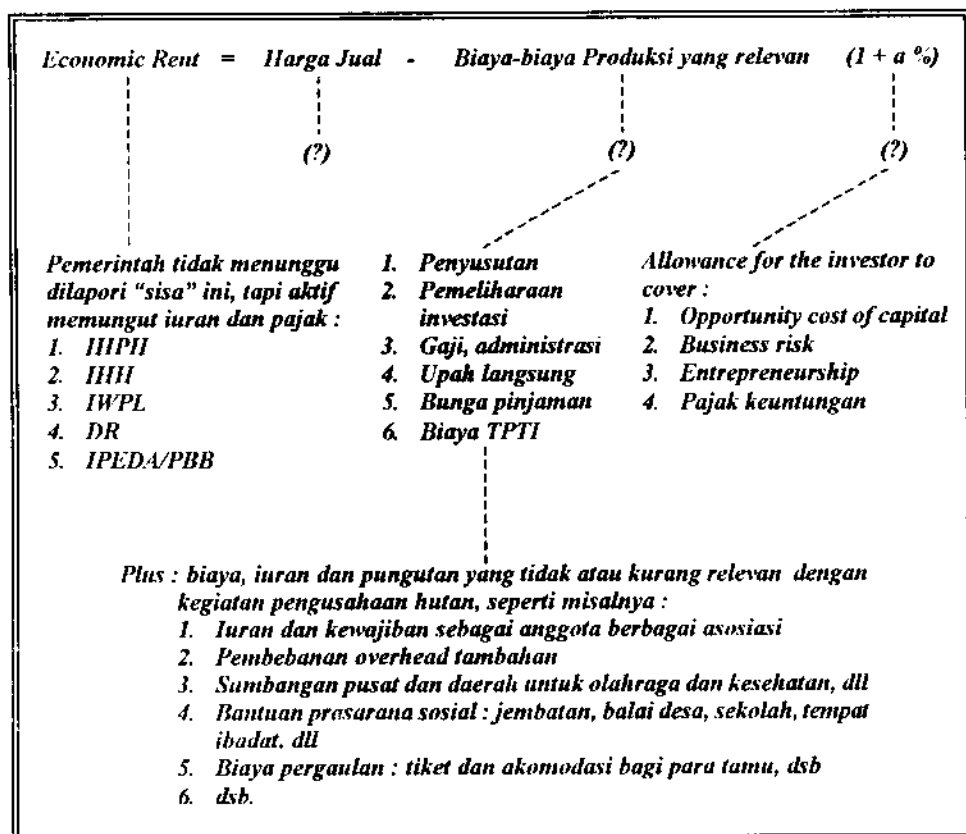 Economic Rent = Harga Jual - Biaya-biaya Produksi yang relevan (1 + a %)
(?) (?) (?)
Pemerintah tidak menunggu
dilapori "sisa" ini, tapi aktif
memungut iuran dan pajak :
1. IHPH
2. IHH
3. IWPL
4. DR
5. IPEDA/PBB
1. Penyusutan
2. Pemeliharaan
investasi
3. Gaji, administrasi
4. Upah langsung
5. Bunga pinjaman
6. Biaya TPTI
Allowance for the investor to
cover :
1. Opportunity cost of capital
2. Business risk
3. Entrepreneurship
4. Pajak keuntungan
Plus : biaya, iuran dan pungutan yang tidak atau kurang relevan dengan
kegiatan pengusahaan hutan, seperti misalnya :
1. Iuran dan kewajiban sebagai anggota berbagai asosiasi
2. Pembebanan overhead tambahan
3. Sumbangan pusat dan daerah untuk olahraga dan kesehatan, dll
4. Bantuan prasarana sosial : jembatan, balai desa, sekolah, tempat
ibadat, dll
5. Biaya pergaulan : tiket dan akomodasi bagi para tamu, dsb
6. dsb.